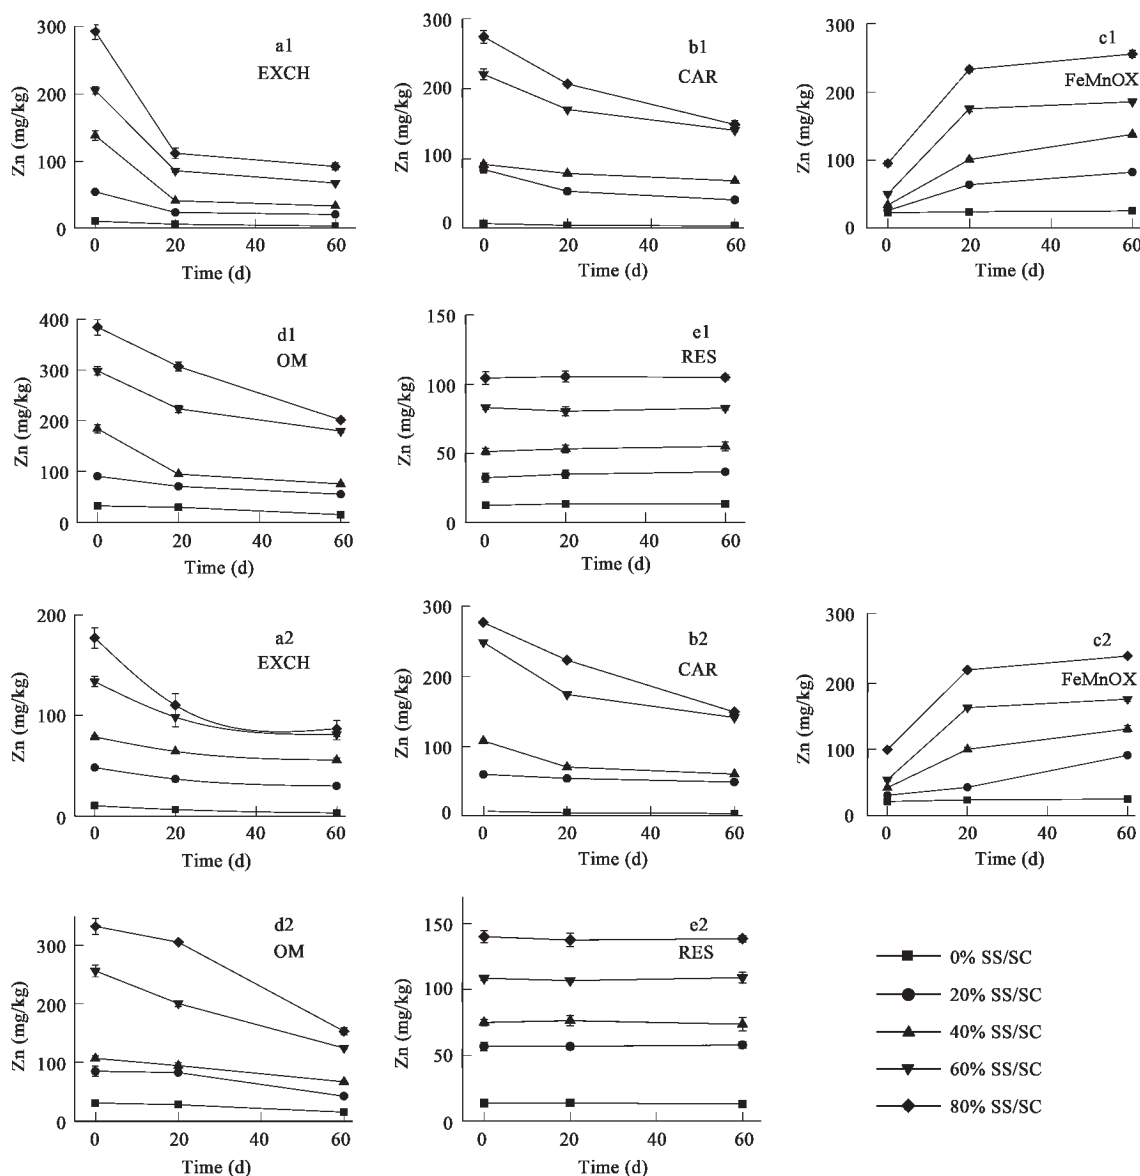 a1
EXCH
Zn (mg/kg)
300
200
100
0
0 20 40 60
Time (d)
b1
CAR
Zn (mg/kg)
300
200
100
0
0 20 40 60
Time (d)
c1
FeMnOX
Zn (mg/kg)
300
200
100
0
0 20 40 60
Time (d)
d1
OM
Zn (mg/kg)
400
300
200
100
0
0 20 40 60
Time (d)
e1
RES
Zn (mg/kg)
150
100
50
0
0 20 40 60
Time (d)
a2
EXCH
Zn (mg/kg)
200
100
0
0 20 40 60
Time (d)
b2
CAR
Zn (mg/kg)
300
200
100
0
0 20 40 60
Time (d)
c2
FeMnOX
Zn (mg/kg)
300
200
100
0
0 20 40 60
Time (d)
d2
OM
Zn (mg/kg)
300
200
100
0
0 20 40 60
Time (d)
e2
RES
Zn (mg/kg)
150
100
50
0
0 20 40 60
Time (d)
0% SS/SC
20% SS/SC
40% SS/SC
60% SS/SC
80% SS/SC